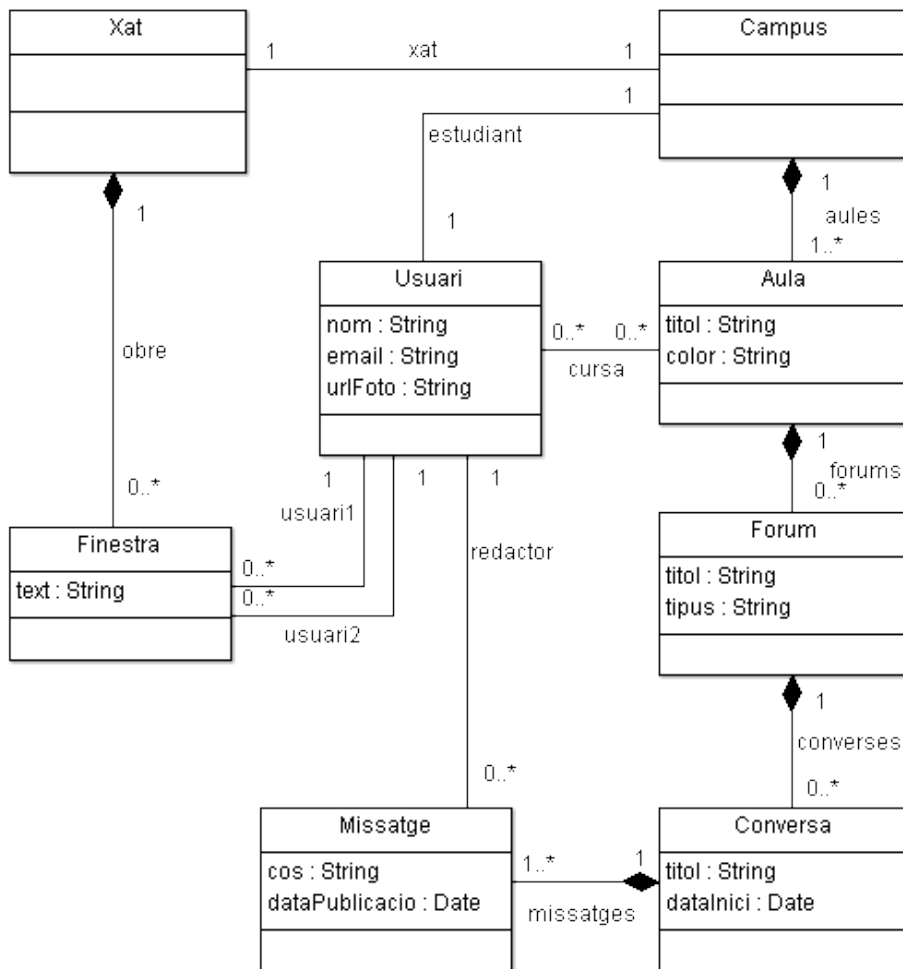 Xat
Campus
1
xat
1
1
estudiant
1
1
aules
1
1..*
Usuari
nom : String
email : String
urlFoto : String
Aula
titol : String
color : String
0..*
0..*
cursa
obre
0..*
1
usuari1
1
1
1
forums
0..*
redactor
Finestra
text : String
0..*
0..*
usuari2
Forum
titol : String
tipus : String
1
converses
0..*
0..*
Missatge
cos : String
dataPublicacio : Date
1..*
1
missatges
Conversa
titol : String
dataInici : Date